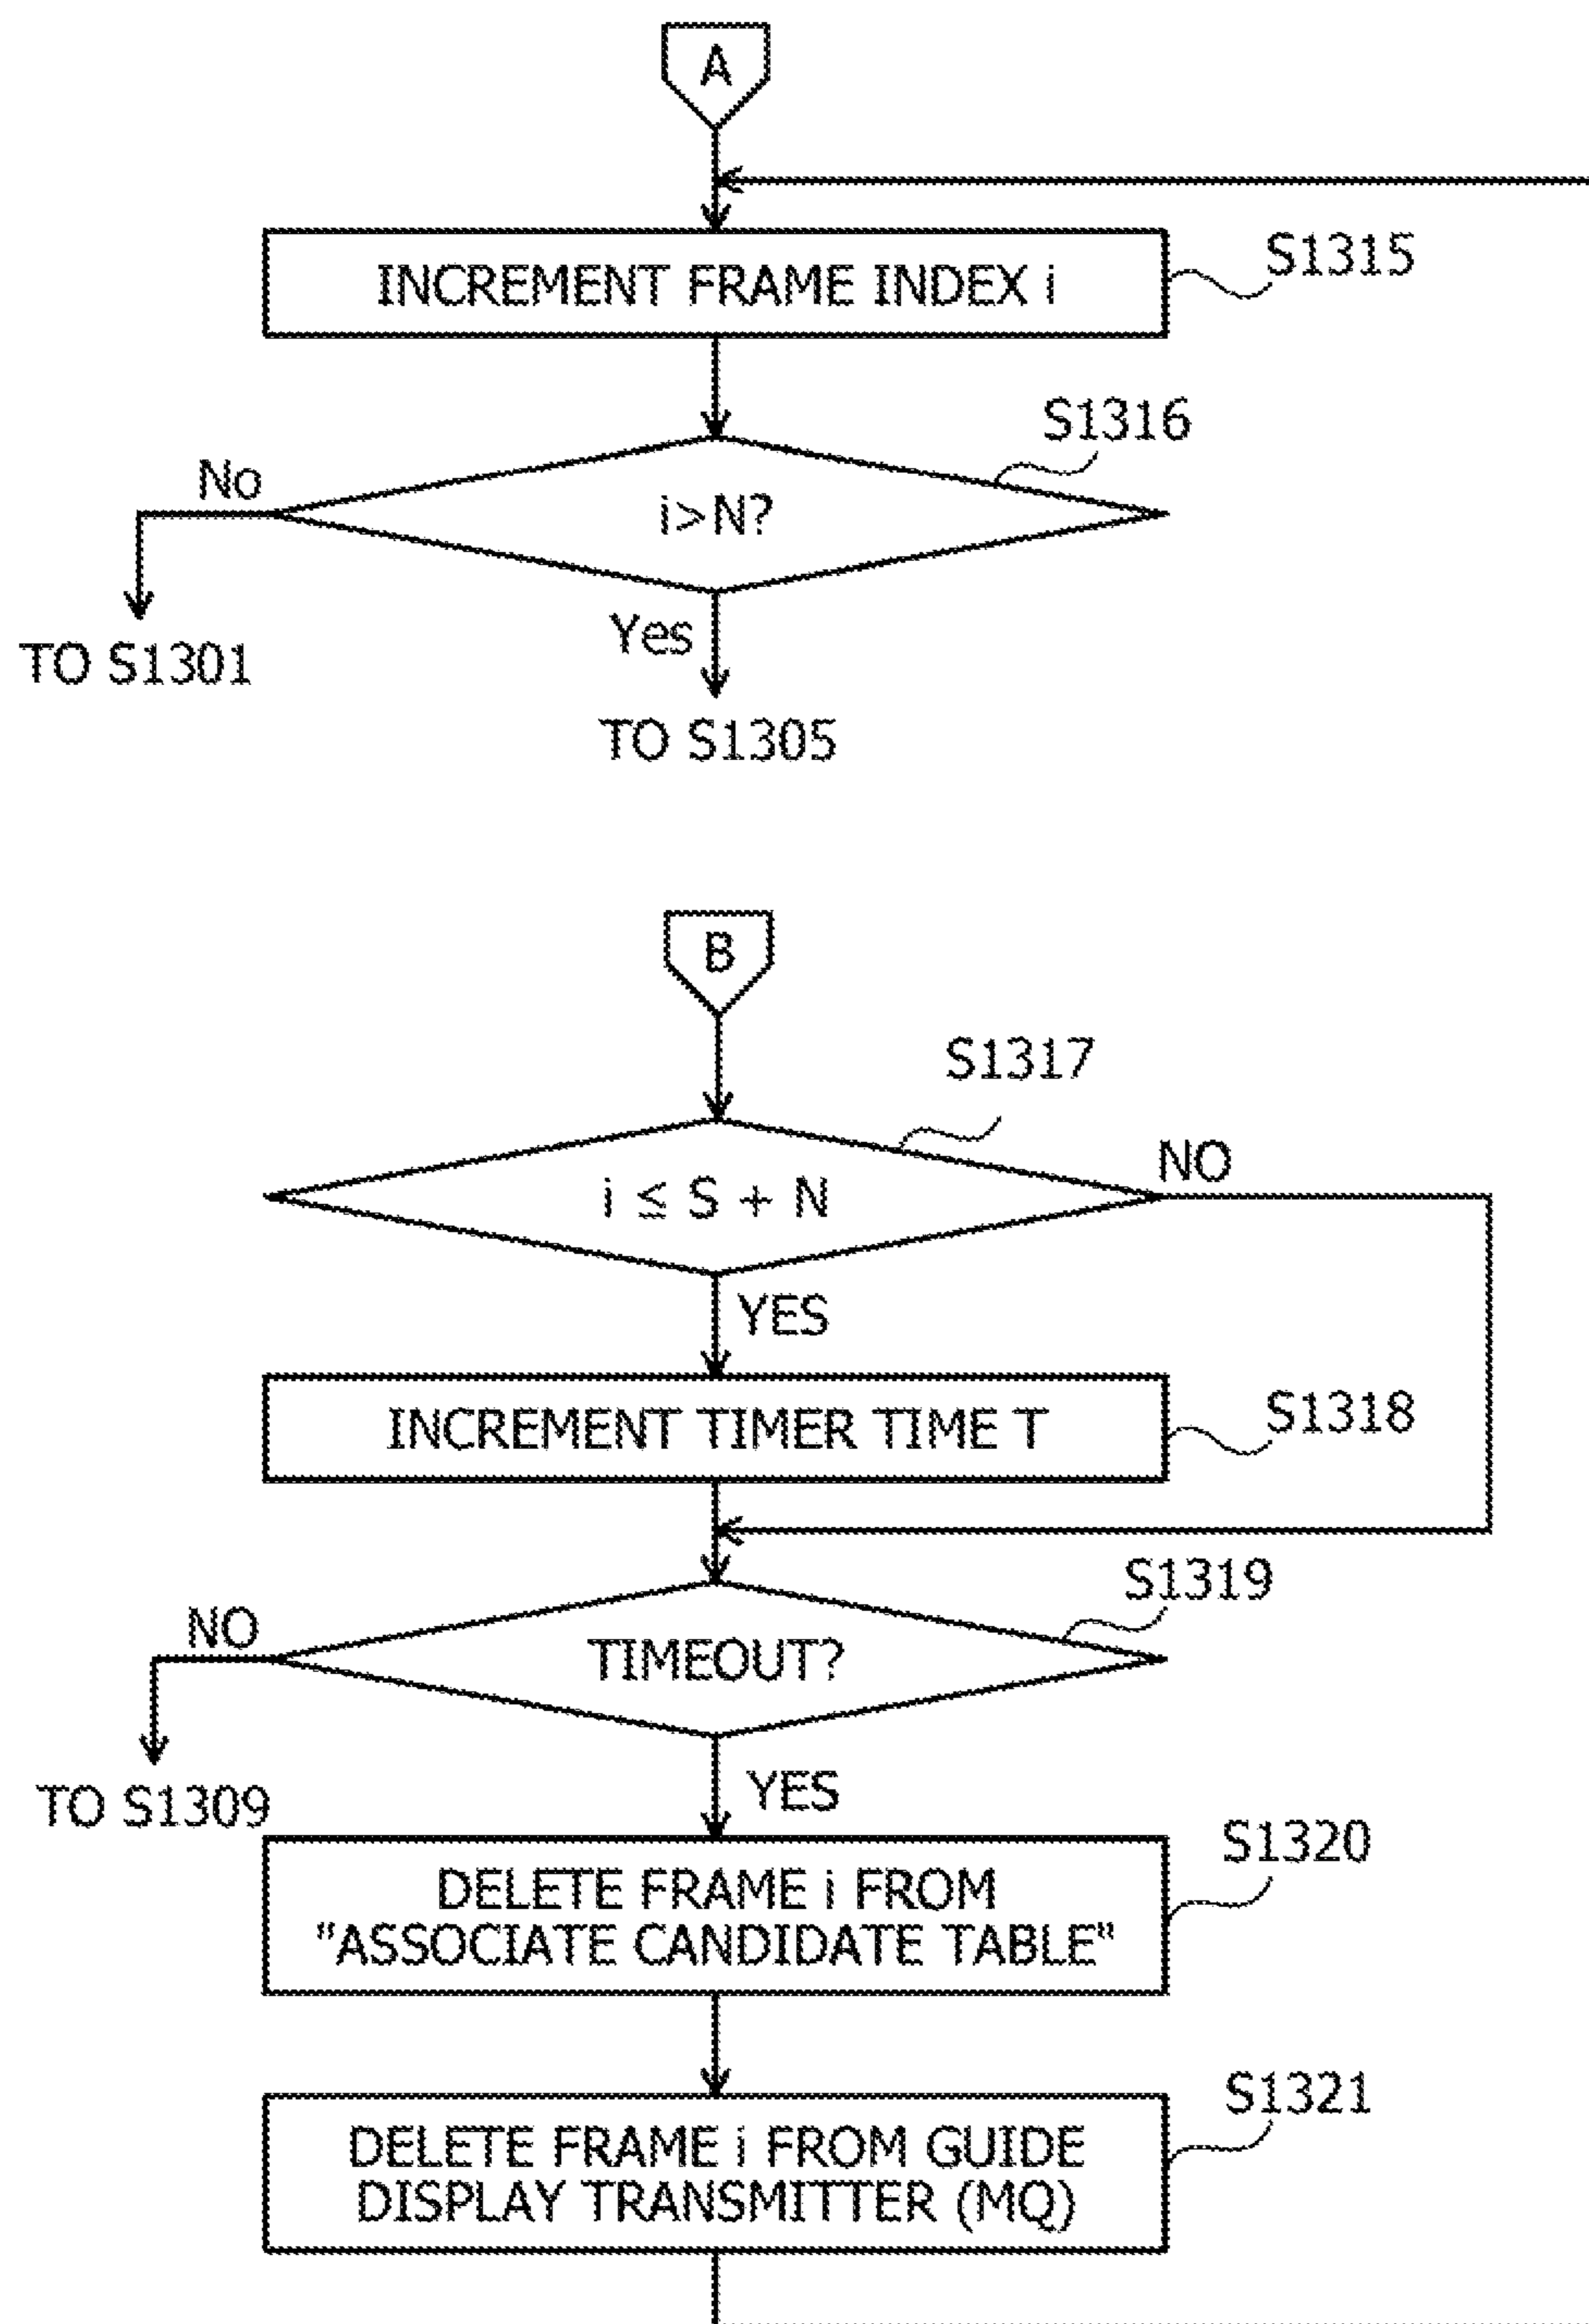 A
INCREMENT FRAME INDEX i
S1315
S1316
No
i>N?
Yes
TO S1301
TO S1305
B
S1317
i ≤ S + N
NO
YES
INCREMENT TIMER TIME T
S1318
S1319
NO
TIMEOUT?
YES
TO S1309
S1320
DELETE FRAME i FROM
"ASSOCIATE CANDIDATE TABLE"
S1321
DELETE FRAME i FROM GUIDE
DISPLAY TRANSMITTER (MQ)